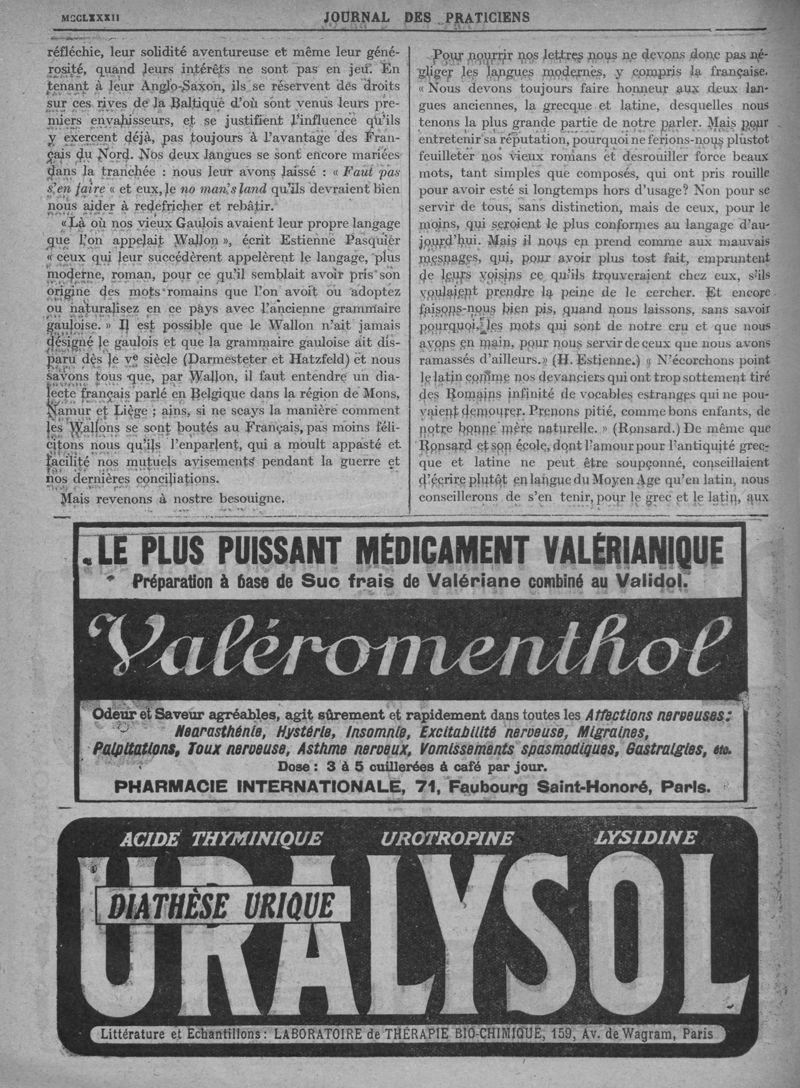 MCCLXXXII
JOURNAL DES PRATICIENS
réfléchie, leur solidité aventureuse et même leur géné-
rosité, quand leurs intérêts ne sont pas en jeu. En
tenant à leur Anglo-Saxon, ils se réservent des droits
sur ces rives de la Baltique d'où sont venus leurs pre-
miers envahisseurs, et se justifient l'influence qu'ils
y exercent déjà, pas toujours à l'avantage des Fran-
çais du Nord. Nos deux langues se sont encore mariées
dans la tranchée : nous leur avons laissé : « Faut pas
s'en faire « et eux, le no man's land qu'ils devraient bien
nous aider à redefricher et rebâtir.
«Là où nos vieux Gaulois avaient leur propre langage
que l'on appelait Wallon », écrit Estienne Pasquier
« ceux qui leur succédèrent appelèrent le langage, plus
moderne, roman, pour ce qu'il semblait avoir pris son
origine des mots romains que l'on avoit ou adoptez
ou naturalisez en ce pays avec l'ancienne grammaire
gauloise. » Il est possible que le Wallon n'ait jamais
désigné le gaulois et que la grammaire gauloise ait dis-
paru dès le vᵉ siècle (Darmesteter et Hatzfeld) et nous
savons tous que, par Wallon, il faut entendre un dia-
lecte français parlé en Belgique dans la région de Mons,
Namur et Liège ; ains, si ne scays la manière comment
les Wallons se sont boutés au Français, pas moins féli-
citons nous qu'ils l'enparlent, qui a moult appasté et
facilité nos mutuels avisements pendant la guerre et
nos dernières conciliations.
Mais revenons à nostre besouigne.
Pour nourrir nos lettres nous ne devons donc pas né-
gliger les langues modernes, y compris la française.
« Nous devons toujours faire honneur aux deux lan-
gues anciennes, la grecque et latine, desquelles nous
tenons la plus grande partie de notre parler. Mais pour
entretenir sa réputation, pourquoi ne ferions-nous plustot
feuilleter nos vieux romans et desrouiller force beaux
mots, tant simples que composés, qui ont pris rouille
pour avoir esté si longtemps hors d'usage? Non pour se
servir de tous, sans distinction, mais de ceux, pour le
moins, qui seroient le plus conformes au langage d'au-
jourd'hui. Mais il nous en prend comme aux mauvais
mesnages, qui, pour avoir plus tost fait, empruntent
de leurs voisins ce qu'ils trouveraient chez eux, s'ils
voulaient prendre la peine de le cercher. Et encore
faisons-nous bien pis, quand nous laissons, sans savoir
pourquoi, les mots qui sont de notre cru et que nous
avons en main, pour nous servir de ceux que nous avons
ramassés d'ailleurs.» (H. Estienne.) « N'écorchons point
le latin comme nos devanciers qui ont trop sottement tiré
des Romains infinité de vocables estranges qui ne pou-
vaient demourer. Prenons pitié, comme bons enfants, de
notre bonne mère naturelle. » (Ronsard.) De même que
Ronsard et son école, dont l'amour pour l'antiquité grec-
que et latine ne peut être soupçonné, conseillaient
d'écrire plutôt en langue du Moyen Age qu'en latin, nous
conseillerons de s'en tenir, pour le grec et le latin, aux
LE PLUS PUISSANT MÉDICAMENT VALÉRIANIQUE
Préparation à base de Suc frais de Valériane combiné au Validol.
Valéromenthol
Odeur et Saveur agréables, agit sûrement et rapidement dans toutes les Affections nerveuses:
Nearasthénie, Hystérie, Insomnie, Excitabilité nerveuse, Migraines,
Palpitations, Toux nerveuse, Asthme nerveux, Vomissements spasmodiques, Gastralgies, etc.
Dose : 3 à 5 cuillerées à café par jour.
PHARMACIE INTERNATIONALE, 71, Faubourg Saint-Honoré, Paris.
ACIDE THYMINIQUE UROTROPINE LYSIDINE
URALYSOL
DIATHÈSE URIQUE
Littérature et Echantillons : LABORATOIRE de THÉRAPIE BIO-CHIMIQUE, 159, Av. de Wagram, Paris